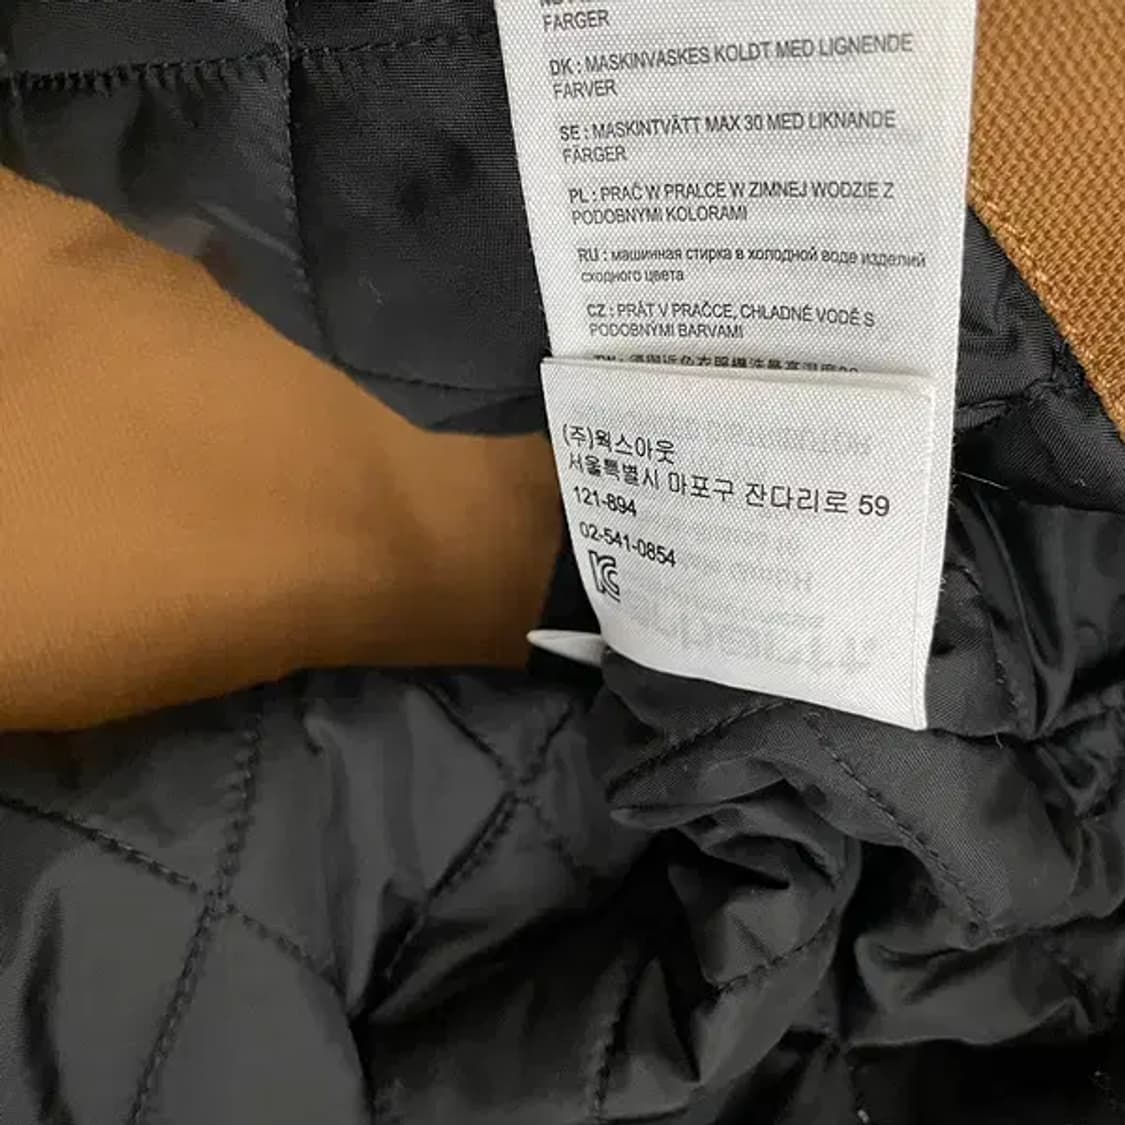 FARGER
DK : MASKINVASKES KOLDT MED LIGNENDE
FARVER
SE : MASKINTVÄTT MAX 30 MED LIKNANDE
FÄRGER
PL : PRAĆ W PRALCE W ZIMNEJ WODZIE Z
PODOBNYMI KOLORAMI
RU : машинная стирка в холодной воде изделий
сходного цвета
CZ : PRÁT V PRAČCE, CHLADNÉ VODĚ S
PODOBNÝMI BARVAMI
(주)웍스아웃
서울특별시 마포구 잔다리로 59
121-894
02-541-0854